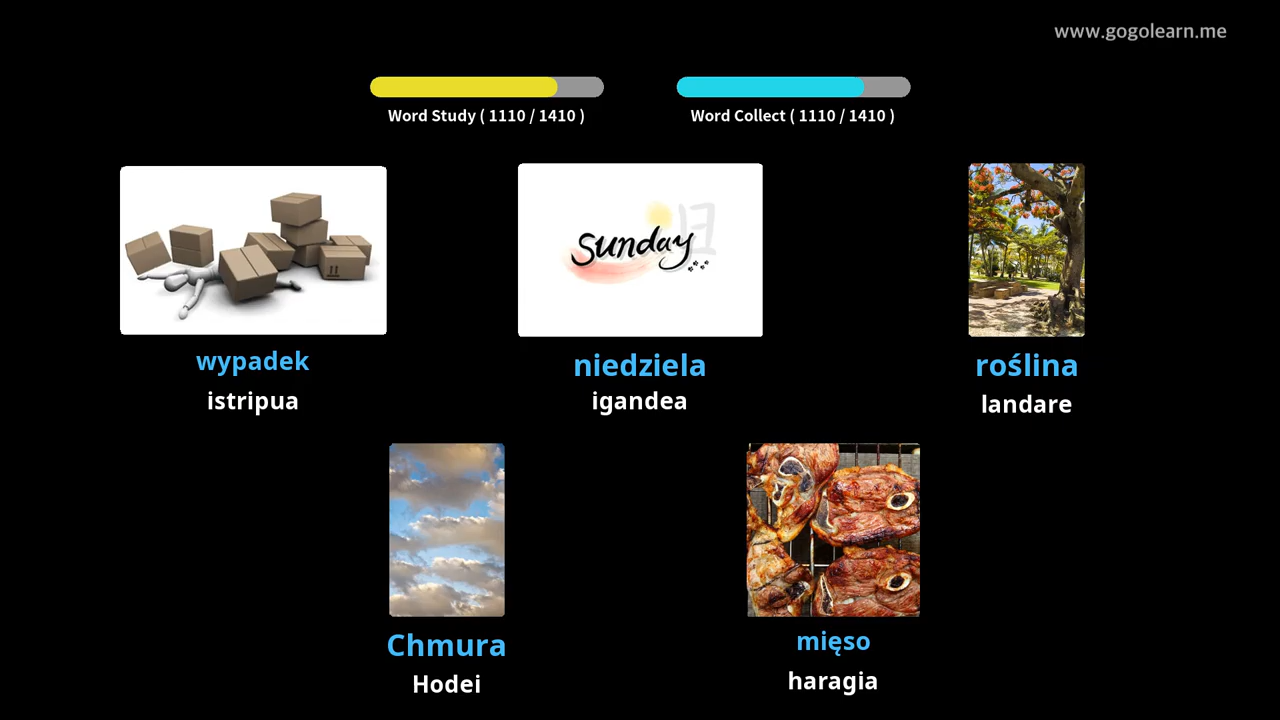 www.gogolearn.me
Word Study ( 1110 / 1410 )
Word Collect ( 1110 / 1410 )
Sunday
日
wypadek
istripua
niedziela
igandea
roślina
landare
Chmura
Hodei
mięso
haragia